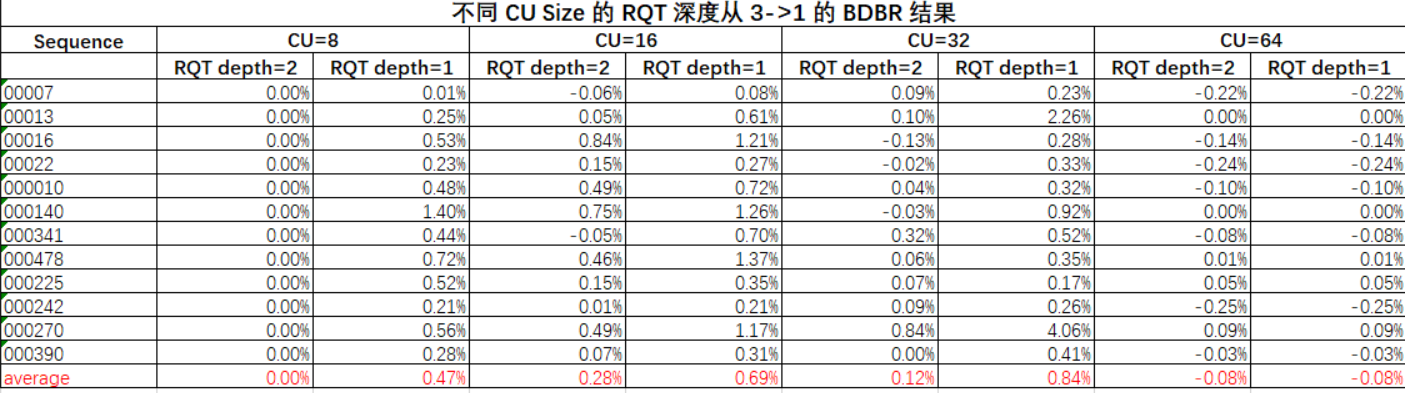 不同 CU Size 的 RQT 深度从 3->1 的 BDBR 结果
Sequence CU=8 CU=16 CU=32 CU=64
RQT depth=2 RQT depth=1 RQT depth=2 RQT depth=1 RQT depth=2 RQT depth=1 RQT depth=2 RQT depth=1
00007 0.00% 0.01% -0.06% 0.08% 0.09% 0.23% -0.22% -0.22%
00013 0.00% 0.25% 0.05% 0.61% 0.10% 2.26% 0.00% 0.00%
00016 0.00% 0.53% 0.84% 1.21% -0.13% 0.28% -0.14% -0.14%
00022 0.00% 0.23% 0.15% 0.27% -0.02% 0.33% -0.24% -0.24%
000010 0.00% 0.48% 0.49% 0.72% 0.04% 0.32% -0.10% -0.10%
000140 0.00% 1.40% 0.75% 1.26% -0.03% 0.92% 0.00% 0.00%
000341 0.00% 0.44% -0.05% 0.70% 0.32% 0.52% -0.08% -0.08%
000478 0.00% 0.72% 0.46% 1.37% 0.06% 0.35% 0.01% 0.01%
000225 0.00% 0.52% 0.15% 0.35% 0.07% 0.17% 0.05% 0.05%
000242 0.00% 0.21% 0.01% 0.21% 0.09% 0.26% -0.25% -0.25%
000270 0.00% 0.56% 0.49% 1.17% 0.84% 4.06% 0.09% 0.09%
000390 0.00% 0.28% 0.07% 0.31% 0.00% 0.41% -0.03% -0.03%
average 0.00% 0.47% 0.28% 0.69% 0.12% 0.84% -0.08% -0.08%